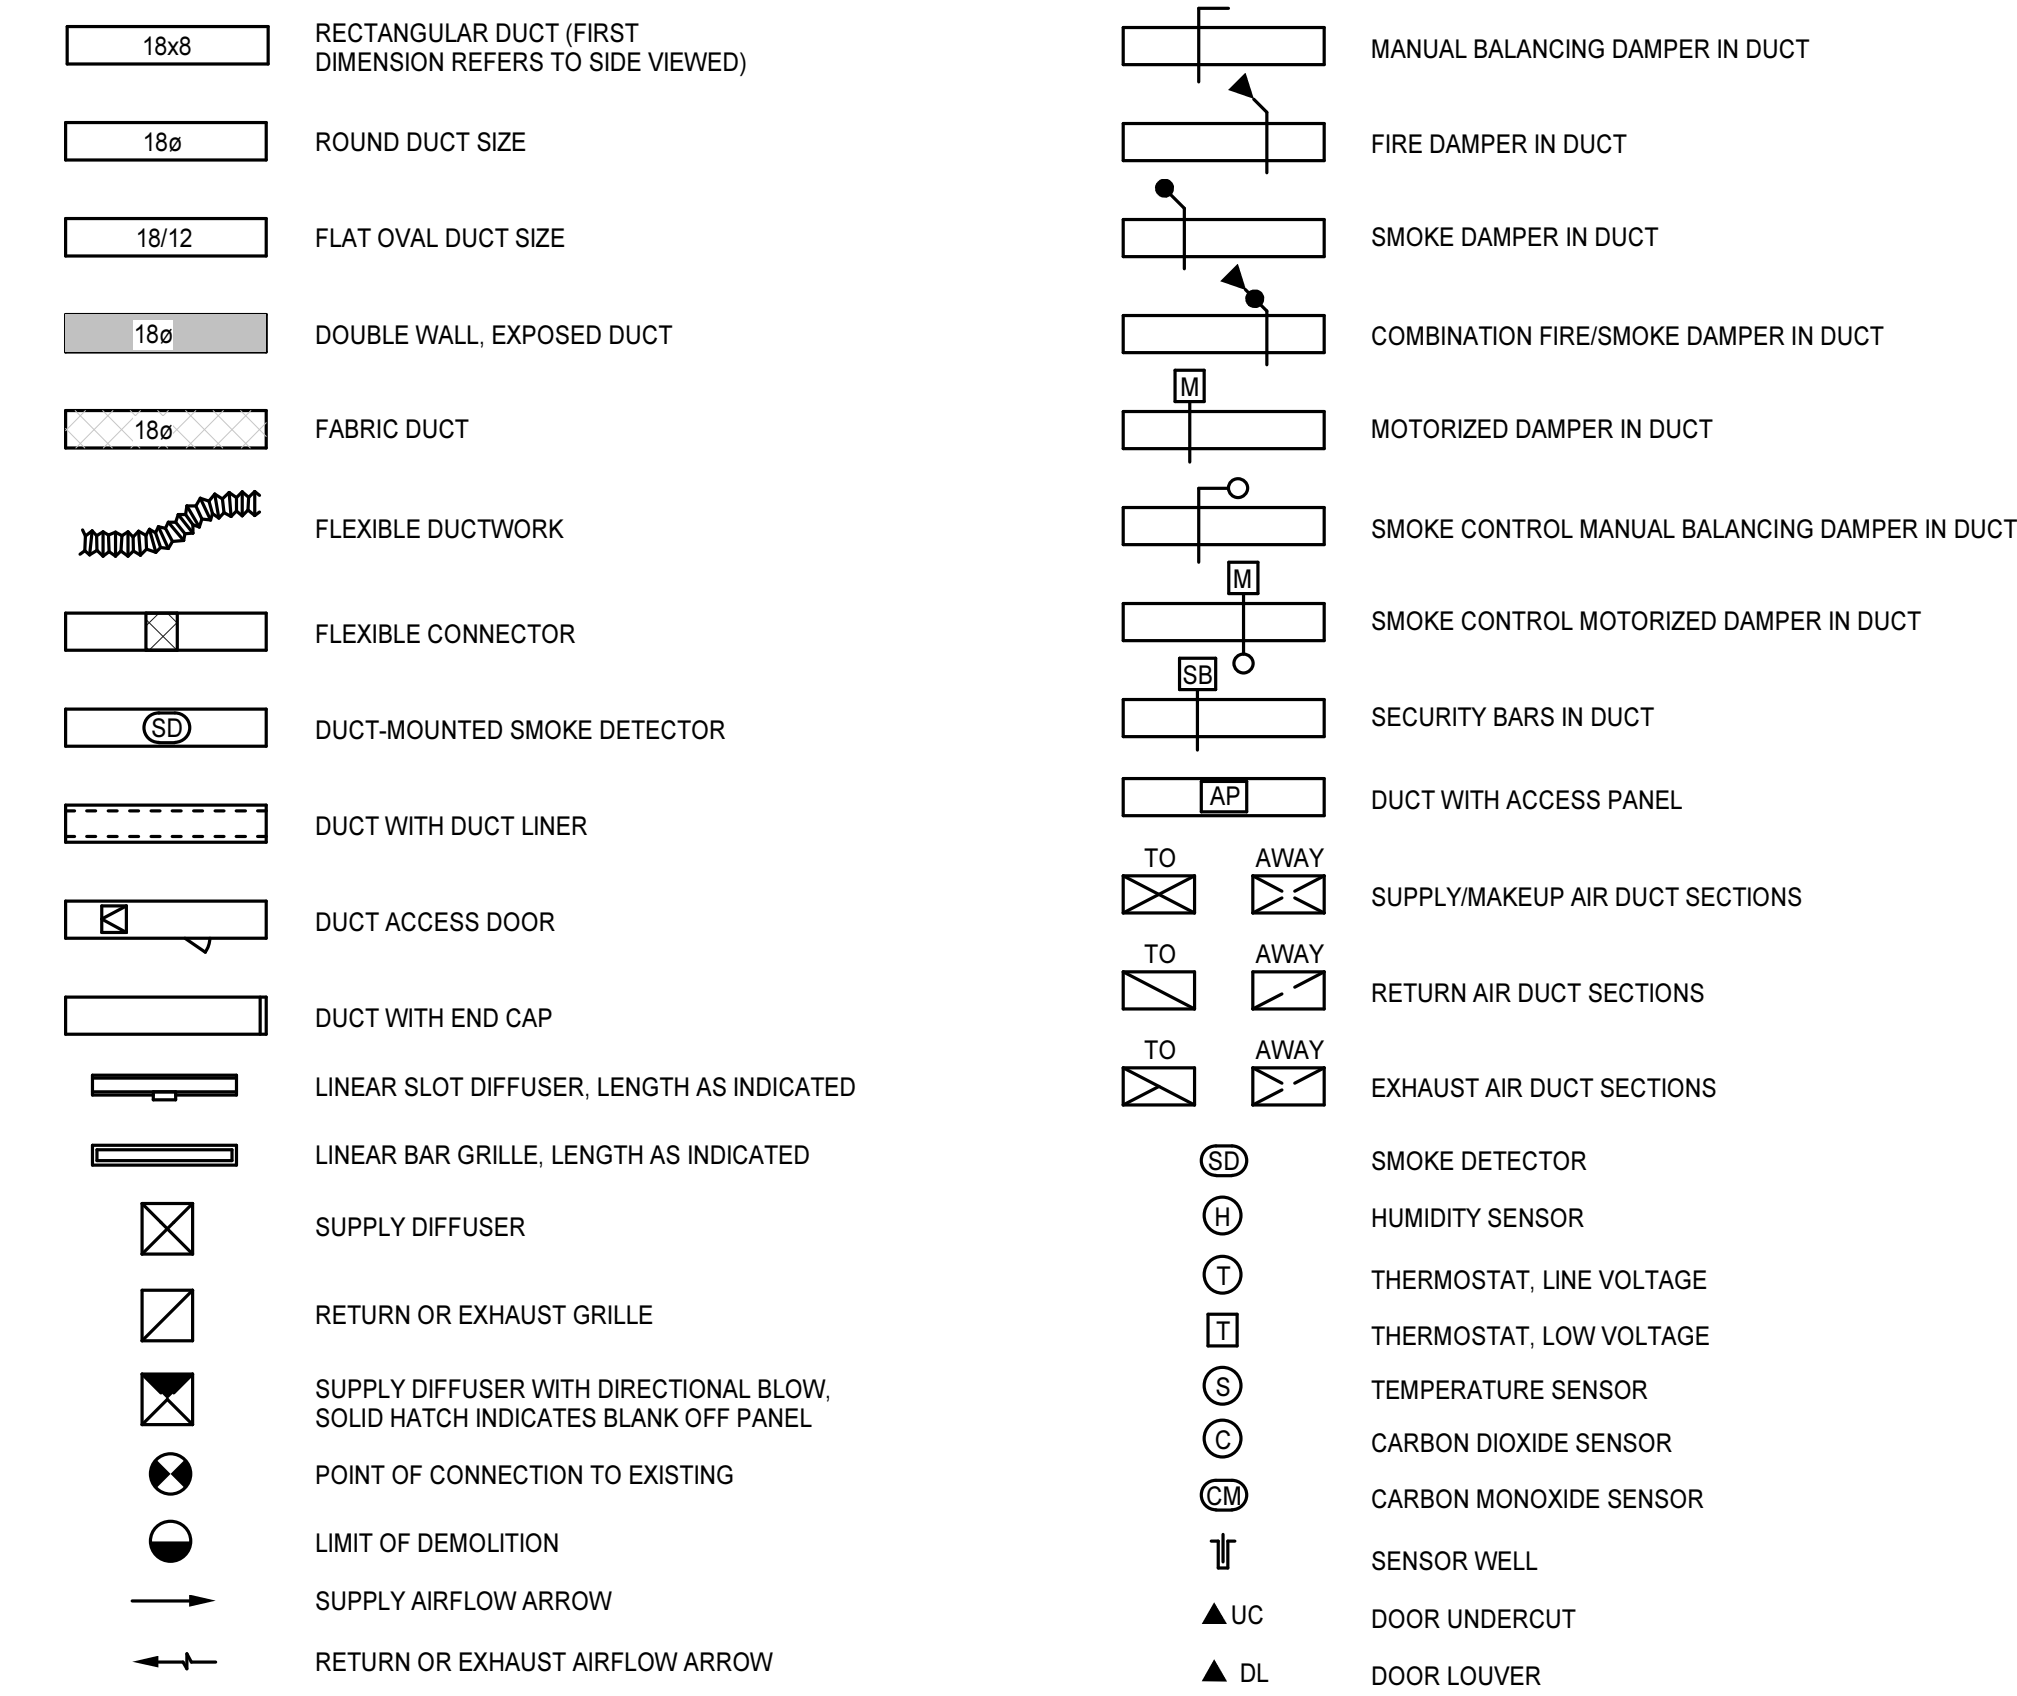 18x8
RECTANGULAR DUCT (FIRST
DIMENSION REFERS TO SIDE VIEWED)
18ø
ROUND DUCT SIZE
18/12
FLAT OVAL DUCT SIZE
18ø
DOUBLE WALL, EXPOSED DUCT
18ø
FABRIC DUCT
FLEXIBLE DUCTWORK
FLEXIBLE CONNECTOR
SD
DUCT-MOUNTED SMOKE DETECTOR
DUCT WITH DUCT LINER
DUCT ACCESS DOOR
DUCT WITH END CAP
LINEAR SLOT DIFFUSER, LENGTH AS INDICATED
LINEAR BAR GRILLE, LENGTH AS INDICATED
SUPPLY DIFFUSER
RETURN OR EXHAUST GRILLE
SUPPLY DIFFUSER WITH DIRECTIONAL BLOW,
SOLID HATCH INDICATES BLANK OFF PANEL
POINT OF CONNECTION TO EXISTING
LIMIT OF DEMOLITION
SUPPLY AIRFLOW ARROW
RETURN OR EXHAUST AIRFLOW ARROW
MANUAL BALANCING DAMPER IN DUCT
FIRE DAMPER IN DUCT
SMOKE DAMPER IN DUCT
COMBINATION FIRE/SMOKE DAMPER IN DUCT
M
MOTORIZED DAMPER IN DUCT
SMOKE CONTROL MANUAL BALANCING DAMPER IN DUCT
M
SMOKE CONTROL MOTORIZED DAMPER IN DUCT
SB
SECURITY BARS IN DUCT
AP
DUCT WITH ACCESS PANEL
TO AWAY
SUPPLY/MAKEUP AIR DUCT SECTIONS
TO AWAY
RETURN AIR DUCT SECTIONS
TO AWAY
EXHAUST AIR DUCT SECTIONS
SD
SMOKE DETECTOR
H
HUMIDITY SENSOR
T
THERMOSTAT, LINE VOLTAGE
T
THERMOSTAT, LOW VOLTAGE
S
TEMPERATURE SENSOR
C
CARBON DIOXIDE SENSOR
CM
CARBON MONOXIDE SENSOR
SENSOR WELL
UC
DOOR UNDERCUT
DL
DOOR LOUVER